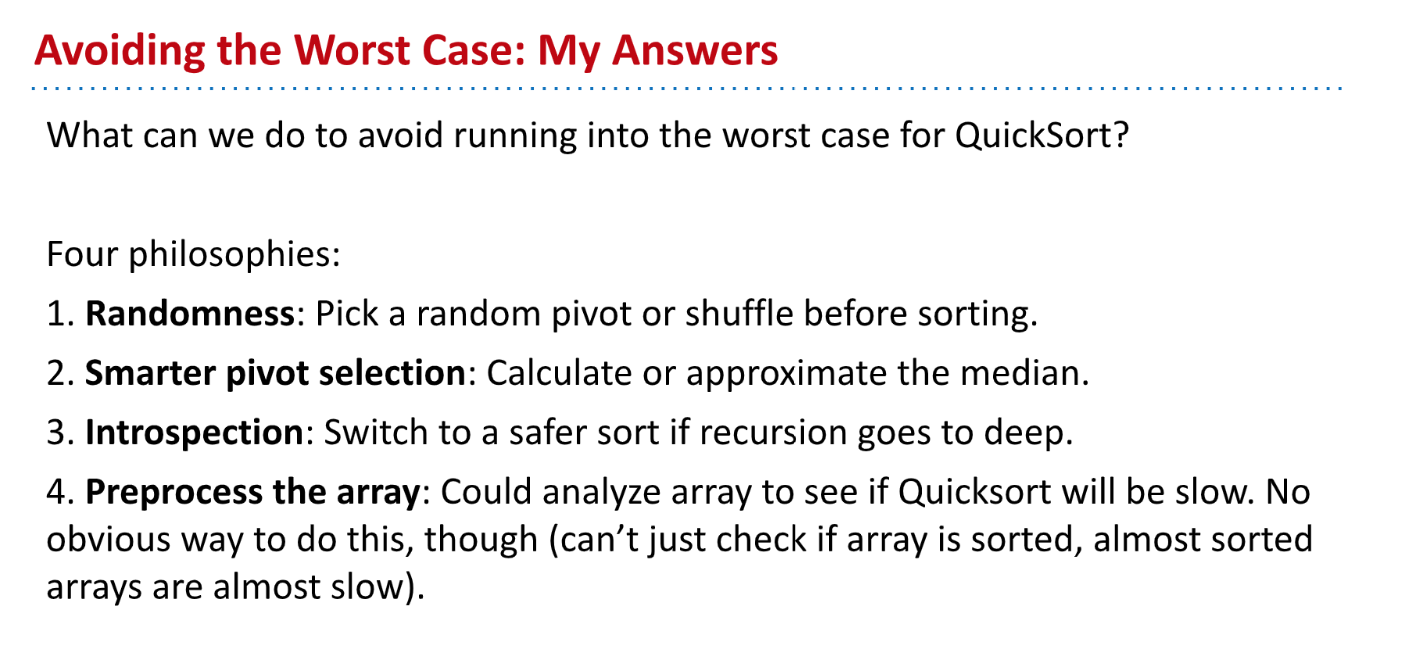 Avoiding the Worst Case: My Answers
What can we do to avoid running into the worst case for QuickSort?
Four philosophies:
1. Randomness: Pick a random pivot or shuffle before sorting.
2. Smarter pivot selection: Calculate or approximate the median.
3. Introspection: Switch to a safer sort if recursion goes to deep.
4. Preprocess the array: Could analyze array to see if Quicksort will be slow. No
obvious way to do this, though (can’t just check if array is sorted, almost sorted
arrays are almost slow).